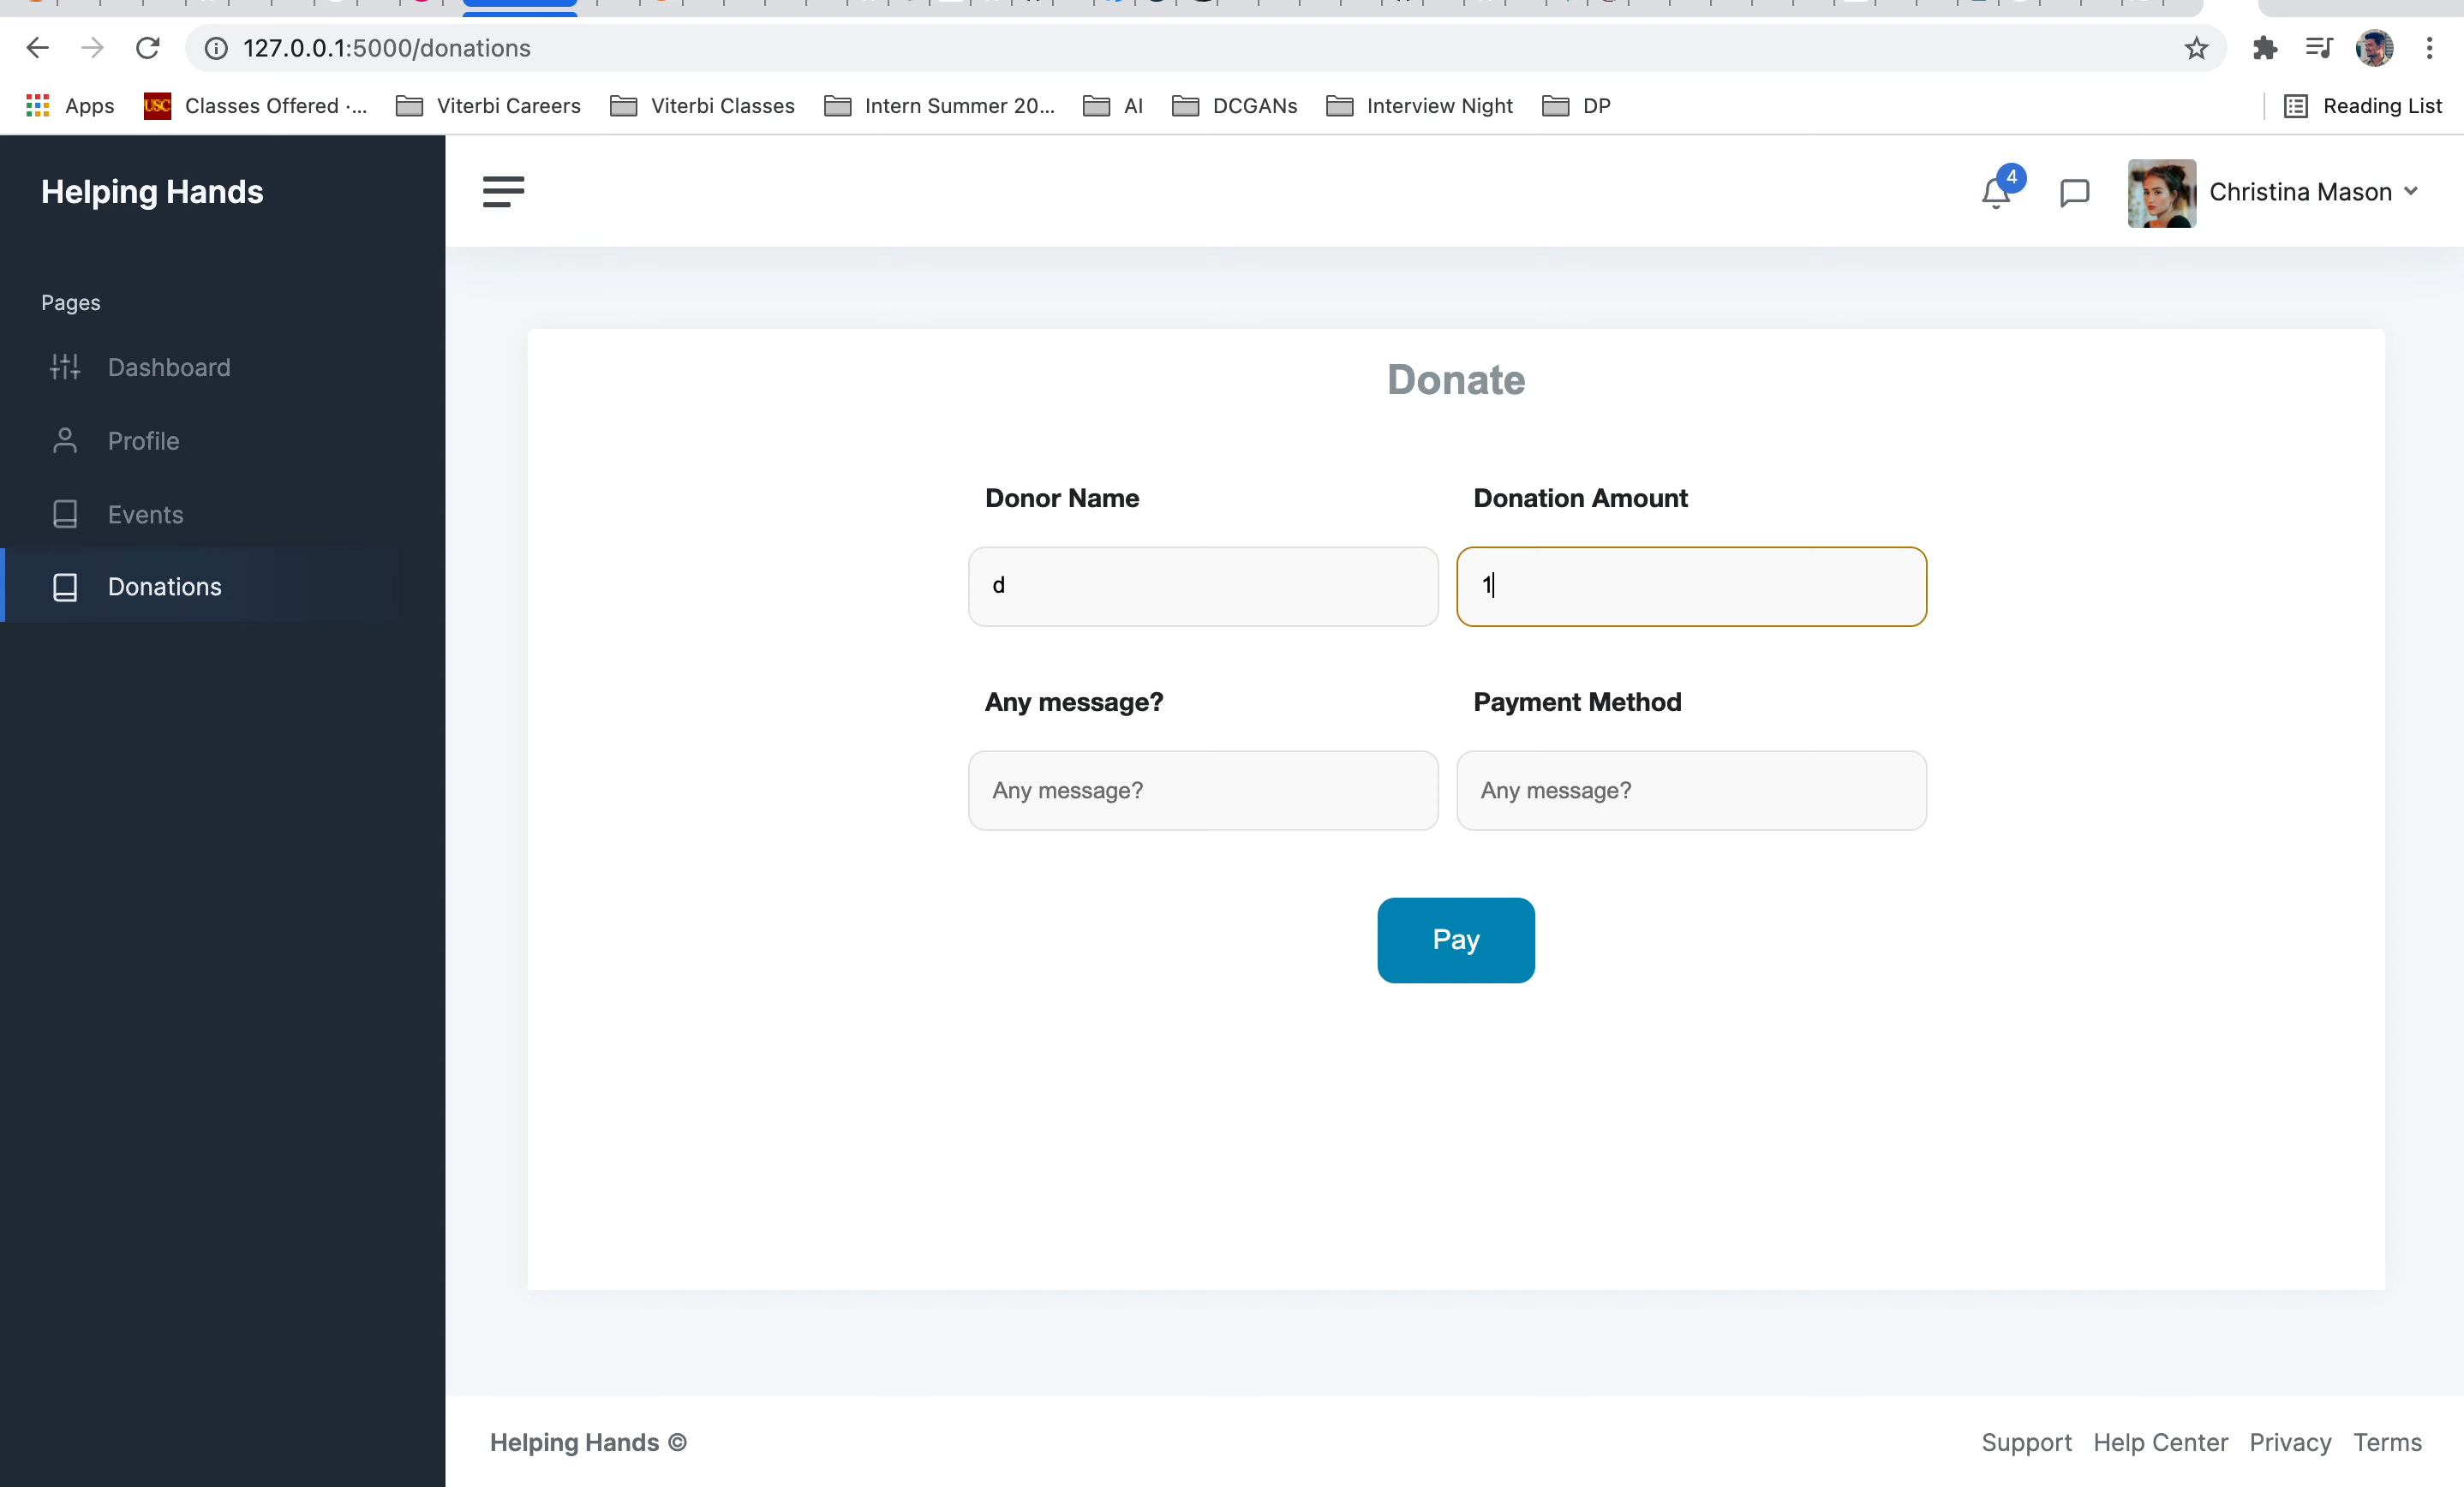 127.0.0.1:5000/donations
Apps USC Classes Offered ·... Viterbi Careers Viterbi Classes Intern Summer 20... AI DCGANs Interview Night DP Reading List
Helping Hands
4 Christina Mason
Pages
Dashboard
Profile
Events
Donations
Donate
Donor Name Donation Amount
d 1
Any message? Payment Method
Any message? Any message?
Pay
Helping Hands © Support Help Center Privacy Terms